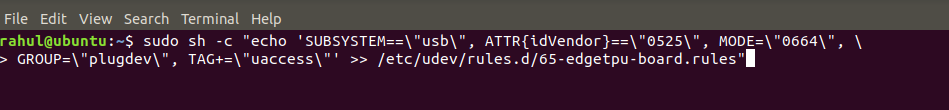 File Edit View Search Terminal Help
rahul@ubuntu:~$ sudo sh -c "echo 'SUBSYSTEM==\"usb\", ATTR{idVendor}==\"0525\", MODE=\"0664\", \
> GROUP=\"plugdev\", TAG+=\"uaccess\"' >> /etc/udev/rules.d/65-edgetpu-board.rules"